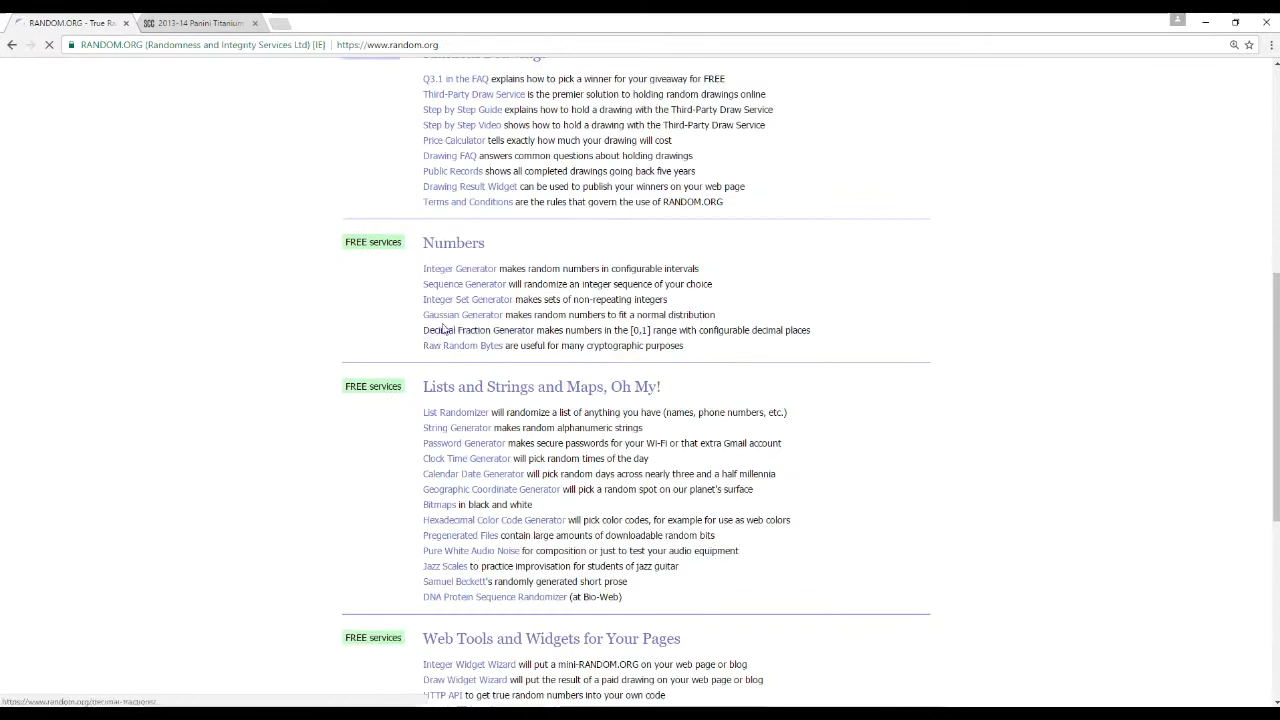 RANDOM.ORG - True Ra
SCC 2013-14 Panini Titanium
RANDOM.ORG (Randomness and Integrity Services Ltd) [IE] https://www.random.org
Q3.1 in the FAQ explains how to pick a winner for your giveaway for FREE
Third-Party Draw Service is the premier solution to holding random drawings online
Step by Step Guide explains how to hold a drawing with the Third-Party Draw Service
Step by Step Video shows how to hold a drawing with the Third-Party Draw Service
Price Calculator tells exactly how much your drawing will cost
Drawing FAQ answers common questions about holding drawings
Public Records shows all completed drawings going back five years
Drawing Result Widget can be used to publish your winners on your web page
Terms and Conditions are the rules that govern the use of RANDOM.ORG
FREE services
Numbers
Integer Generator makes random numbers in configurable intervals
Sequence Generator will randomize an integer sequence of your choice
Integer Set Generator makes sets of non-repeating integers
Gaussian Generator makes random numbers to fit a normal distribution
Decimal Fraction Generator makes numbers in the [0,1] range with configurable decimal places
Raw Random Bytes are useful for many cryptographic purposes
FREE services
Lists and Strings and Maps, Oh My!
List Randomizer will randomize a list of anything you have (names, phone numbers, etc.)
String Generator makes random alphanumeric strings
Password Generator makes secure passwords for your Wi-Fi or that extra Gmail account
Clock Time Generator will pick random times of the day
Calendar Date Generator will pick random days across nearly three and a half millennia
Geographic Coordinate Generator will pick a random spot on our planet's surface
Bitmaps in black and white
Hexadecimal Color Code Generator will pick color codes, for example for use as web colors
Pregenerated Files contain large amounts of downloadable random bits
Pure White Audio Noise for composition or just to test your audio equipment
Jazz Scales to practice improvisation for students of jazz guitar
Samuel Beckett's randomly generated short prose
DNA Protein Sequence Randomizer (at Bio-Web)
FREE services
Web Tools and Widgets for Your Pages
Integer Widget Wizard will put a mini-RANDOM.ORG on your web page or blog
Draw Widget Wizard will put the result of a paid drawing on your web page or blog
HTTP API to get true random numbers into your own code
https://www.random.org/decimal-fractions/